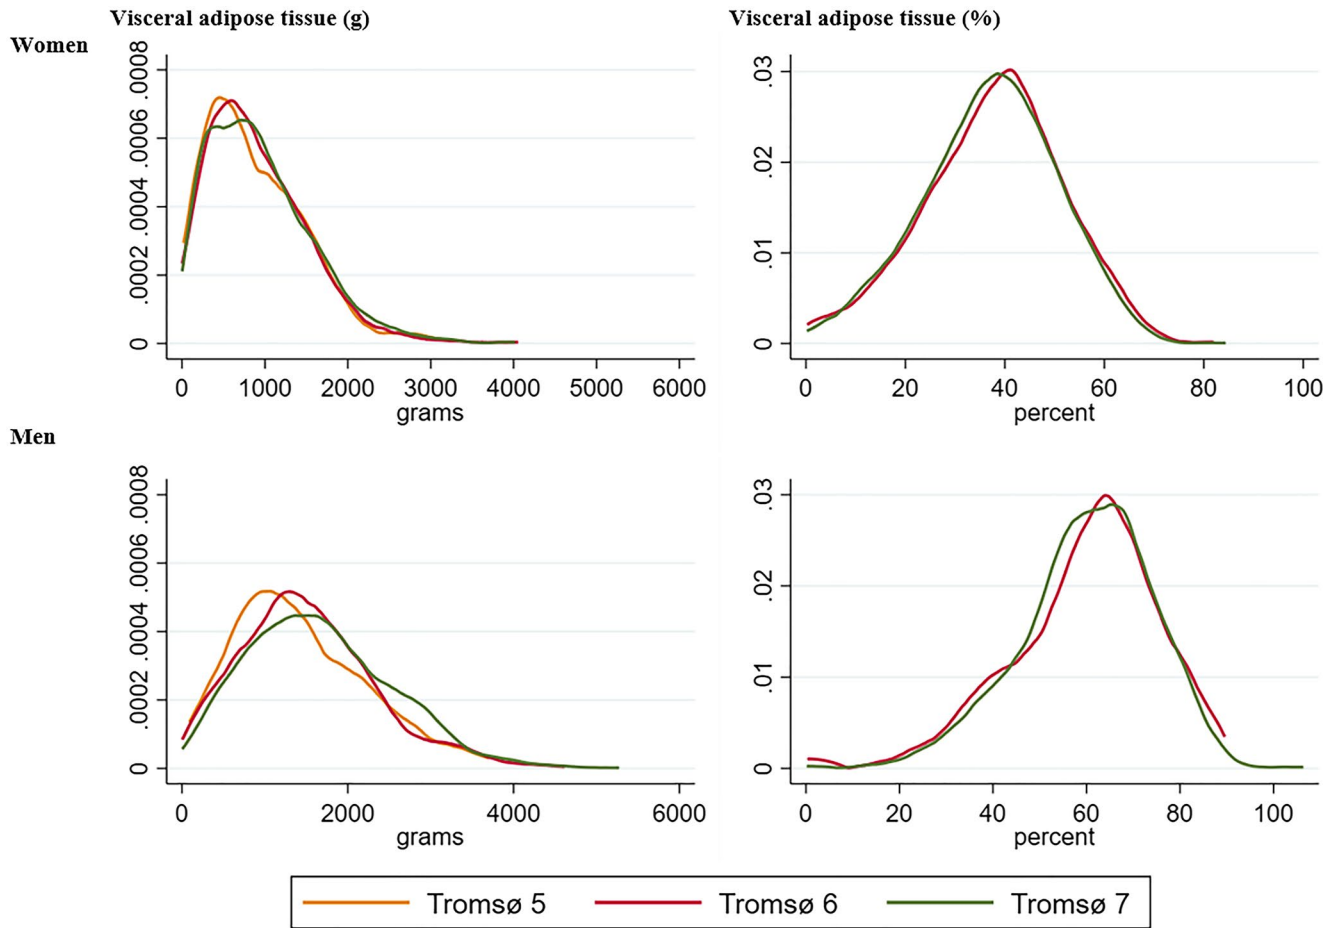 Visceral adipose tissue (g)
Visceral adipose tissue (%)
Women
.0008
.0006
.0004
.0002
0
0 1000 2000 3000 4000 5000 6000
grams
.03
.02
.01
0
0 20 40 60 80 100
percent
Men
.0008
.0006
.0004
.0002
0
0 2000 4000 6000
grams
.03
.02
.01
0
0 20 40 60 80 100
percent
Tromsø 5 Tromsø 6 Tromsø 7